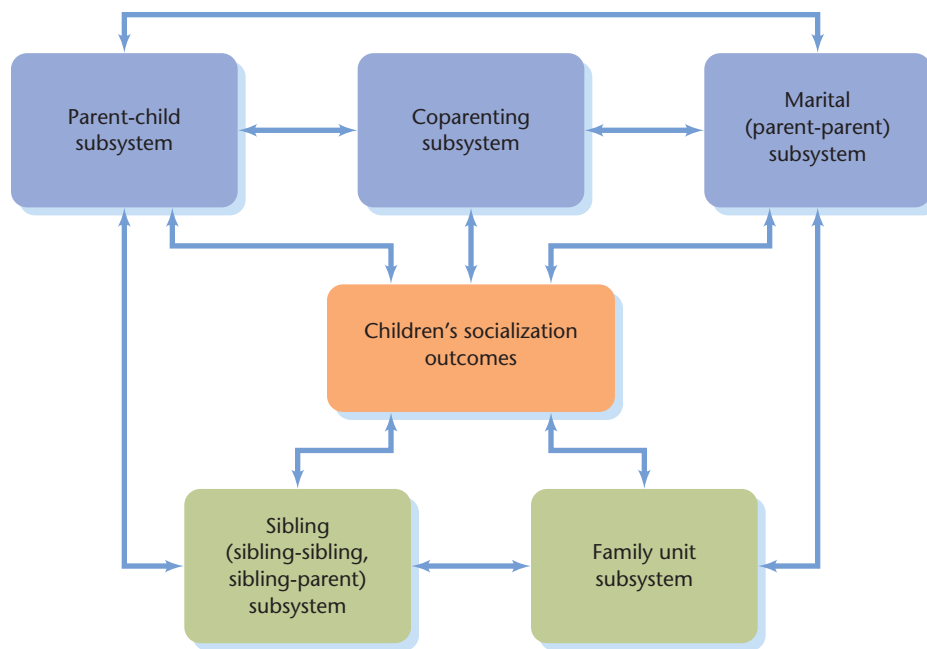 Parent-child
subsystem
Coparenting
subsystem
Marital
(parent-parent)
subsystem
Children’s socialization
outcomes
Sibling
(sibling-sibling,
sibling-parent)
subsystem
Family unit
subsystem